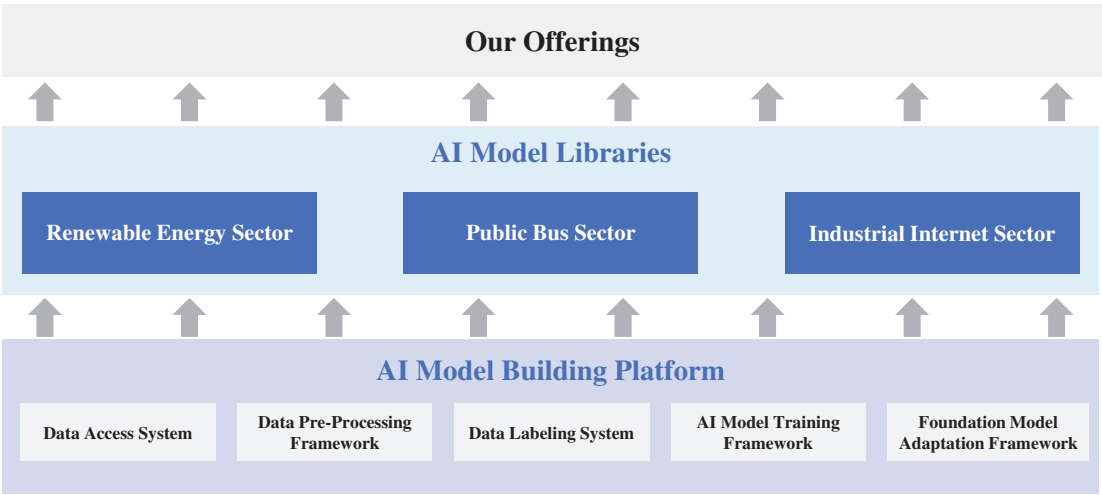 Our Offerings
AI Model Libraries
Renewable Energy Sector
Public Bus Sector
Industrial Internet Sector
AI Model Building Platform
Data Access System
Data Pre-Processing
Framework
Data Labeling System
AI Model Training
Framework
Foundation Model
Adaptation Framework